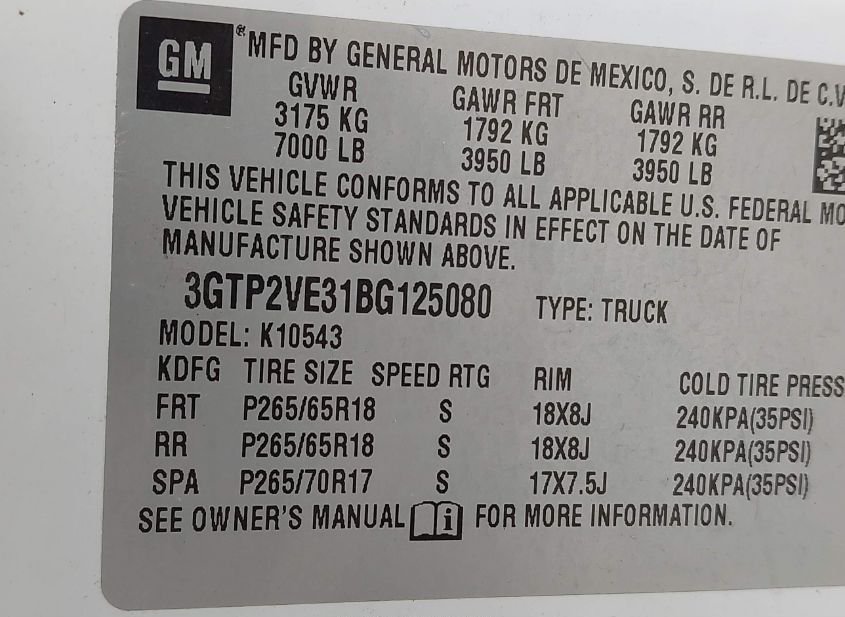 GM ® MFD BY GENERAL MOTORS DE MEXICO, S. DE R.L. DE C.V
GVWR GAWR FRT GAWR RR
3175 KG 1792 KG 1792 KG
7000 LB 3950 LB 3950 LB
THIS VEHICLE CONFORMS TO ALL APPLICABLE U.S. FEDERAL MO
VEHICLE SAFETY STANDARDS IN EFFECT ON THE DATE OF
MANUFACTURE SHOWN ABOVE.
3GTP2VE31BG125080 TYPE: TRUCK
MODEL: K10543
KDFG TIRE SIZE SPEED RTG RIM COLD TIRE PRESS
FRT P265/65R18 S 18X8J 240KPA(35PSI)
RR P265/65R18 S 18X8J 240KPA(35PSI)
SPA P265/70R17 S 17X7.5J 240KPA(35PSI)
SEE OWNER'S MANUAL i FOR MORE INFORMATION.